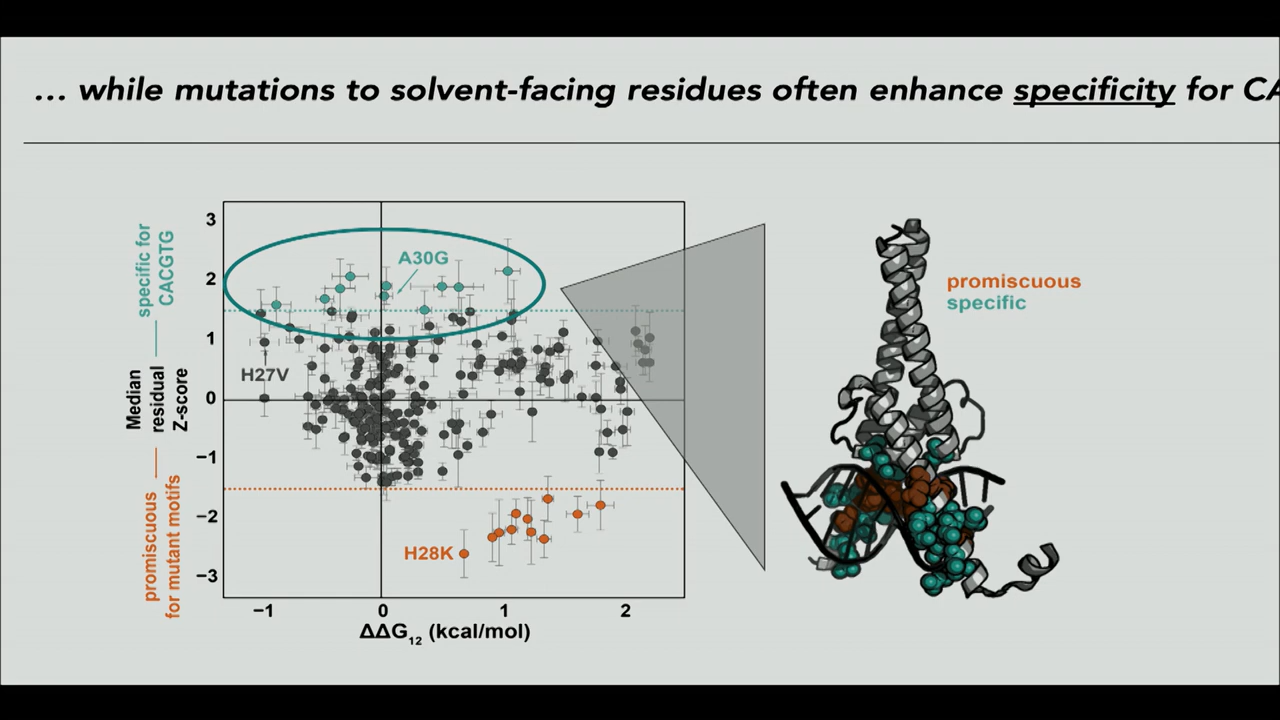 ... while mutations to solvent-facing residues often enhance specificity for CA
specific for
CACGTG
Median
residual
Z-score
promiscuous
for mutant motifs
3
2
1
0
−1
−2
−3
A30G
H27V
H28K
−1
0
1
2
ΔΔG12 (kcal/mol)
promiscuous
specific